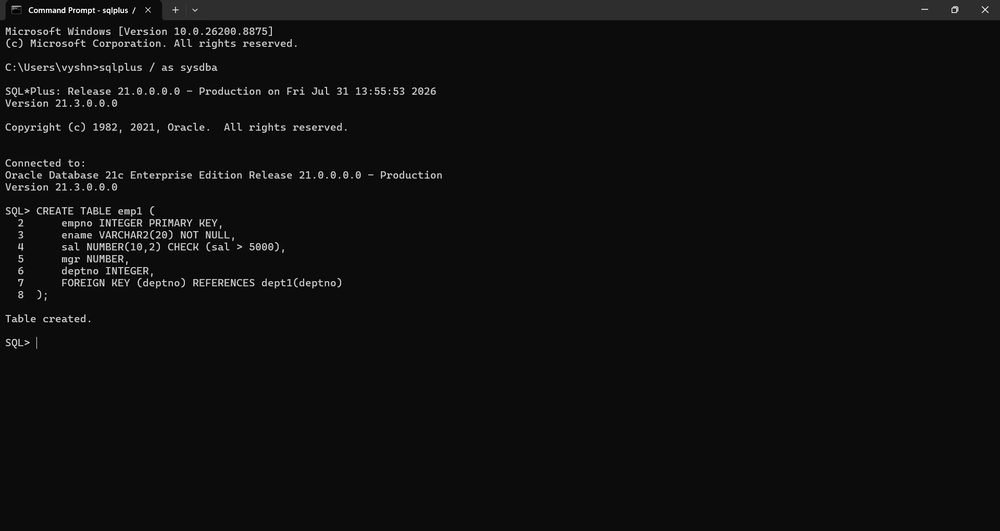 Command Prompt - sqlplus /
Microsoft Windows [Version 10.0.26200.8875]
(c) Microsoft Corporation. All rights reserved.
C:\Users\vyshn>sqlplus / as sysdba
SQL*Plus: Release 21.0.0.0.0 - Production on Fri Jul 31 13:55:53 2026
Version 21.3.0.0.0
Copyright (c) 1982, 2021, Oracle.  All rights reserved.
Connected to:
Oracle Database 21c Enterprise Edition Release 21.0.0.0.0 - Production
Version 21.3.0.0.0
SQL> CREATE TABLE emp1 (
  2      empno INTEGER PRIMARY KEY,
  3      ename VARCHAR2(20) NOT NULL,
  4      sal NUMBER(10,2) CHECK (sal > 5000),
  5      mgr NUMBER,
  6      deptno INTEGER,
  7      FOREIGN KEY (deptno) REFERENCES dept1(deptno)
  8  );
Table created.
SQL>